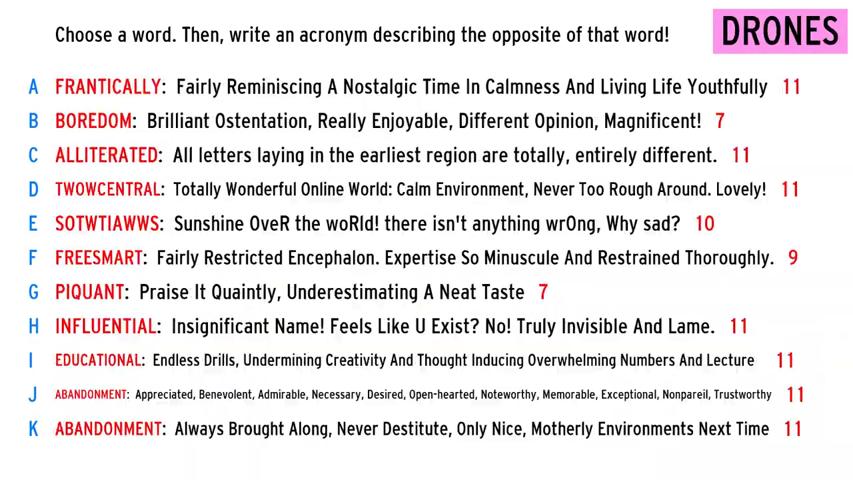 Choose a word. Then, write an acronym describing the opposite of that word!
DRONES
A FRANTICALLY: Fairly Reminiscing A Nostalgic Time In Calmness And Living Life Youthfully 11
B BOREDOM: Brilliant Ostentation, Really Enjoyable, Different Opinion, Magnificent! 7
C ALLITERATED: All letters laying in the earliest region are totally, entirely different. 11
D TWOWCENTRAL: Totally Wonderful Online World: Calm Environment, Never Too Rough Around. Lovely! 11
E SOTWTIAWWS: Sunshine OveR the woRld! there isn't anything wrOng, Why sad? 10
F FREESMART: Fairly Restricted Encephalon. Expertise So Minuscule And Restrained Thoroughly. 9
G PIQUANT: Praise It Quaintly, Underestimating A Neat Taste 7
H INFLUENTIAL: Insignificant Name! Feels Like U Exist? No! Truly Invisible And Lame. 11
I EDUCATIONAL: Endless Drills, Undermining Creativity And Thought Inducing Overwhelming Numbers And Lecture 11
J ABANDONMENT: Appreciated, Benevolent, Admirable, Necessary, Desired, Open-hearted, Noteworthy, Memorable, Exceptional, Nonpareil, Trustworthy 11
K ABANDONMENT: Always Brought Along, Never Destitute, Only Nice, Motherly Environments Next Time 11